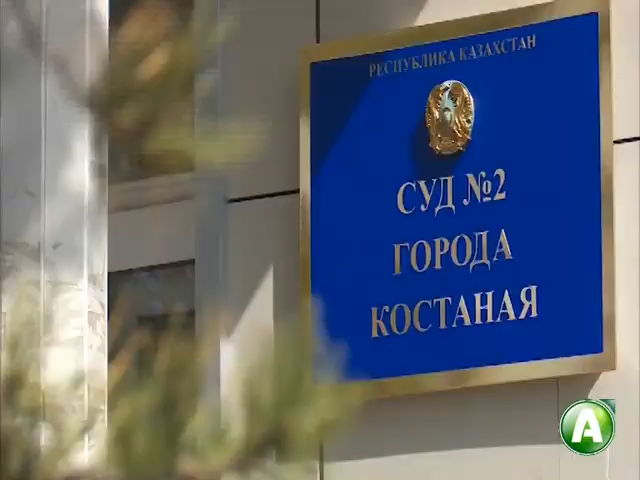 РЕСПУБЛИКА КАЗАХСТАН
СУД №2
ГОРОДА
КОСТАНАЯ
А